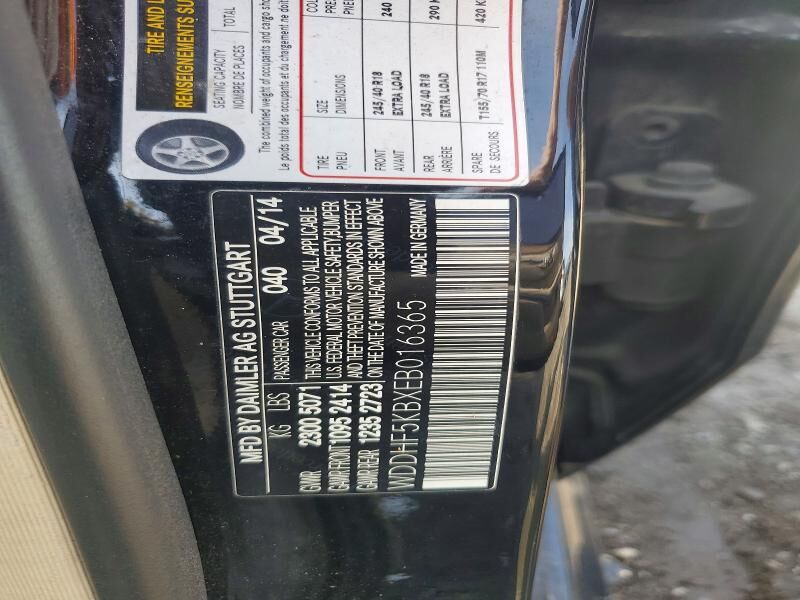 TIRE AND L
RENSEIGNEMENTS SU
SEATING CAPACITY
NOMBRE DE PLACES
TOTAL
The combined weight of occupants and cargo sho
Le poids total des occupants et du chargement ne doit
TIRE
PNEU
SIZE
DIMENSIONS
FRONT
AVANT
245/40 R18
EXTRA LOAD
240
REAR
ARRIÈRE
245/40 R18
EXTRA LOAD
290 K
SPARE
DE SECOURS
T155/70 R17 110M
420 K
MFD BY DAIMLER AG STUTTGART
KG LBS PASSENGER CAR 040 04/14
GVWR 2300 5071
GAWR FRONT 1095 2414
GAWR REAR 1235 2723
THIS VEHICLE CONFORMS TO ALL APPLICABLE
U.S. FEDERAL MOTOR VEHICLE SAFETY, BUMPER
AND THEFT PREVENTION STANDARDS IN EFFECT
ON THE DATE OF MANUFACTURE SHOWN ABOVE
WDDHF5KBXEB016365 MADE IN GERMANY